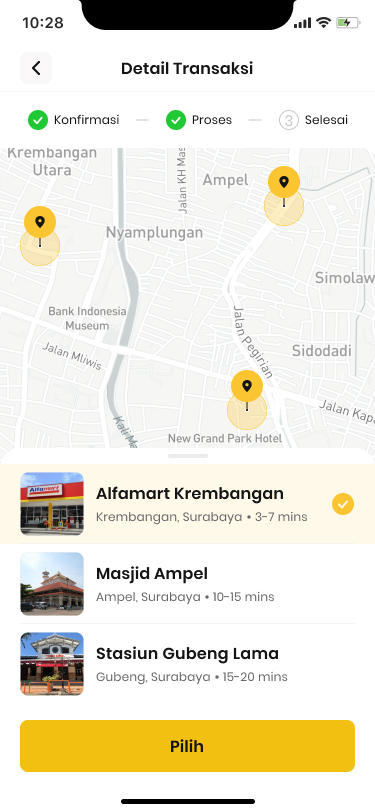 10:28
Detail Transaksi
Konfirmasi
Proses
3 Selesai
Krembangan
Utara
Jalan KH Mas
Ampel
Nyamplungan
Simolaw
Bank Indonesia
Museum
Jalan Mliwis
Jalan Pegirian
Sidodadi
Jalan Kapa
Kali Ma
New Grand Park Hotel
Alfamart
Alfamart Krembangan
Krembangan, Surabaya • 3-7 mins
Masjid Ampel
Ampel, Surabaya • 10-15 mins
Stasiun Gubeng Lama
Gubeng, Surabaya • 15-20 mins
Pilih